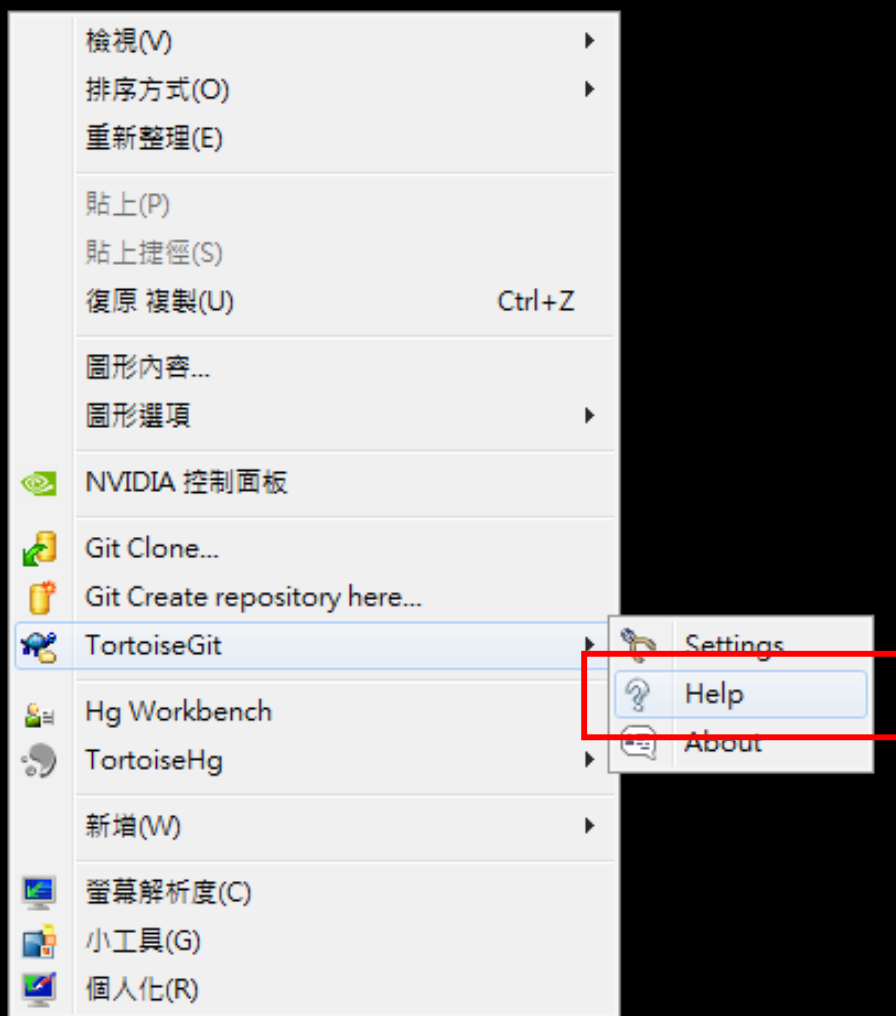 檢視(V)
排序方式(O)
重新整理(E)
貼上(P)
貼上捷徑(S)
復原 複製(U) Ctrl+Z
圖形內容...
圖形選項
NVIDIA 控制面板
Git Clone...
Git Create repository here...
TortoiseGit
Settings
Help
About
Hg Workbench
TortoiseHg
新增(W)
螢幕解析度(C)
小工具(G)
個人化(R)